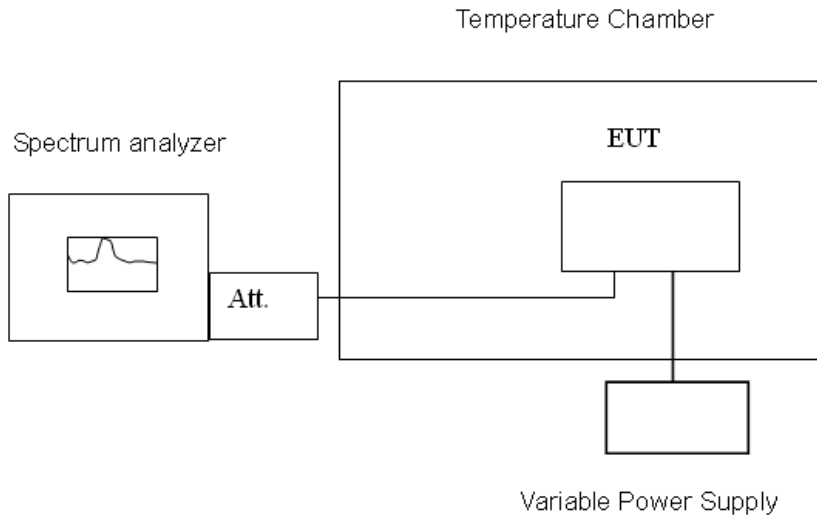 Temperature Chamber
Spectrum analyzer
EUT
Att.
Variable Power Supply